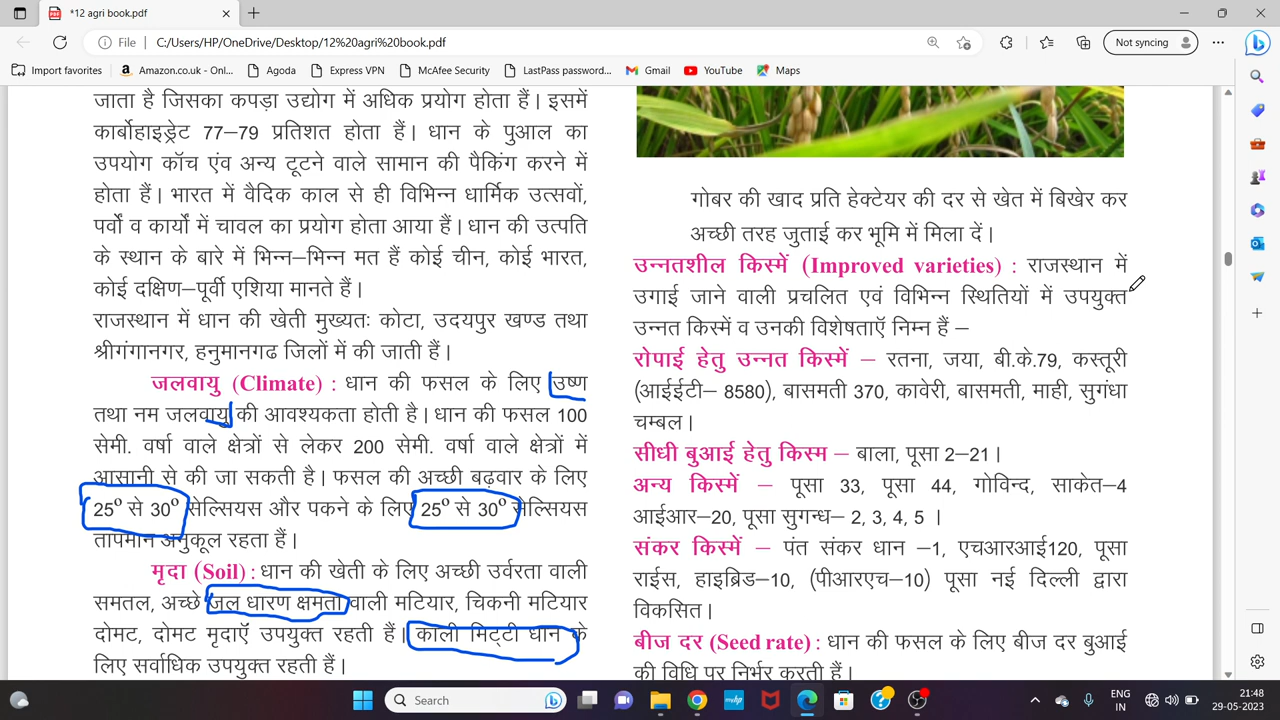 *12 agri book.pdf
File
C:/Users/HP/OneDrive/Desktop/12%20agri%20book.pdf
Not syncing
Import favorites
Amazon.co.uk - Onl...
Agoda
Express VPN
McAfee Security
LastPass password...
Gmail
YouTube
Maps
जाता है जिसका कपड़ा उद्योग में अधिक प्रयोग होता हैं। इसमें
कार्बोहाइड्रेट 77–79 प्रतिशत होता हैं। धान के पुआल का
उपयोग कॉच एंव अन्य टूटने वाले सामान की पैकिंग करने में
होता हैं। भारत में वैदिक काल से ही विभिन्न धार्मिक उत्सवों,
पर्वों व कार्यों में चावल का प्रयोग होता आया हैं। धान की उत्पति
के स्थान के बारे में भिन्न–भिन्न मत हैं कोई चीन, कोई भारत,
कोई दक्षिण–पूर्वी एशिया मानते हैं।
राजस्थान में धान की खेती मुख्यतः कोटा, उदयपुर खण्ड तथा
श्रीगंगानगर, हनुमानगढ जिलों में की जाती हैं।
जलवायु (Climate) : धान की फसल के लिए उष्ण
तथा नम जलवायु की आवश्यकता होती है। धान की फसल 100
सेमी. वर्षा वाले क्षेत्रों से लेकर 200 सेमी. वर्षा वाले क्षेत्रों में
आसानी से की जा सकती है। फसल की अच्छी बढ़वार के लिए
25º से 30º सेल्सियस और पकने के लिए 25º से 30º सेल्सियस
तापमान अनुकूल रहता हैं।
मृदा (Soil) : धान की खेती के लिए अच्छी उर्वरता वाली
समतल, अच्छे जल धारण क्षमता वाली मटियार, चिकनी मटियार
दोमट, दोमट मृदाएँ उपयुक्त रहती हैं। काली मिट्टी धान के
लिए सर्वाधिक उपयुक्त रहती हैं।
गोबर की खाद प्रति हेक्टेयर की दर से खेत में बिखेर कर
अच्छी तरह जुताई कर भूमि में मिला दें।
उन्नतशील किस्में (Improved varieties) : राजस्थान में
उगाई जाने वाली प्रचलित एवं विभिन्न स्थितियों में उपयुक्त
उन्नत किस्में व उनकी विशेषताएँ निम्न हैं –
रोपाई हेतु उन्नत किस्में – रतना, जया, बी.के.79, कस्तूरी
(आईईटी– 8580), बासमती 370, कावेरी, बासमती, माही, सुगंधा
चम्बल।
सीधी बुआई हेतु किस्म – बाला, पूसा 2–21।
अन्य किस्में – पूसा 33, पूसा 44, गोविन्द, साकेत–4
आईआर–20, पूसा सुगन्ध– 2, 3, 4, 5 ।
संकर किस्में – पंत संकर धान –1, एचआरआई120, पूसा
राईस, हाइब्रिड–10, (पीआरएच–10) पूसा नई दिल्ली द्वारा
विकसित।
बीज दर (Seed rate) : धान की फसल के लिए बीज दर बुआई
की विधि पर निर्भर करती हैं।
Search
ENG
IN
21:48
29-05-2023